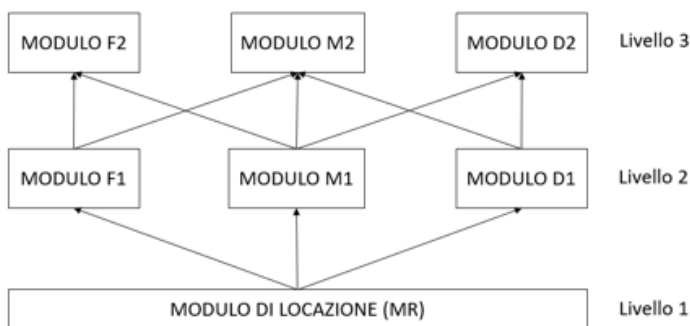 MODULO F2 MODULO M2 MODULO D2 Livello 3
MODULO F1 MODULO M1 MODULO D1 Livello 2
MODULO DI LOCAZIONE (MR) Livello 1